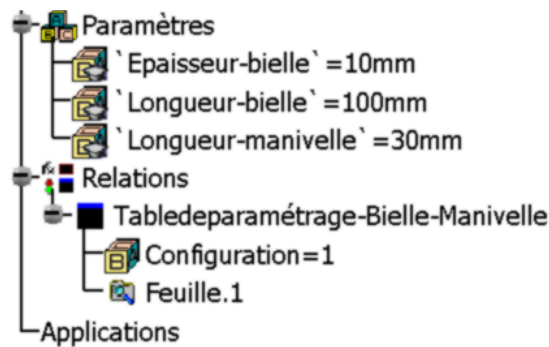 Paramètres
`Epaisseur-bielle`=10mm
`Longueur-bielle`=100mm
`Longueur-manivelle`=30mm
Relations
Tabledeparamétrage-Bielle-Manivelle
Configuration=1
Feuille.1
Applications